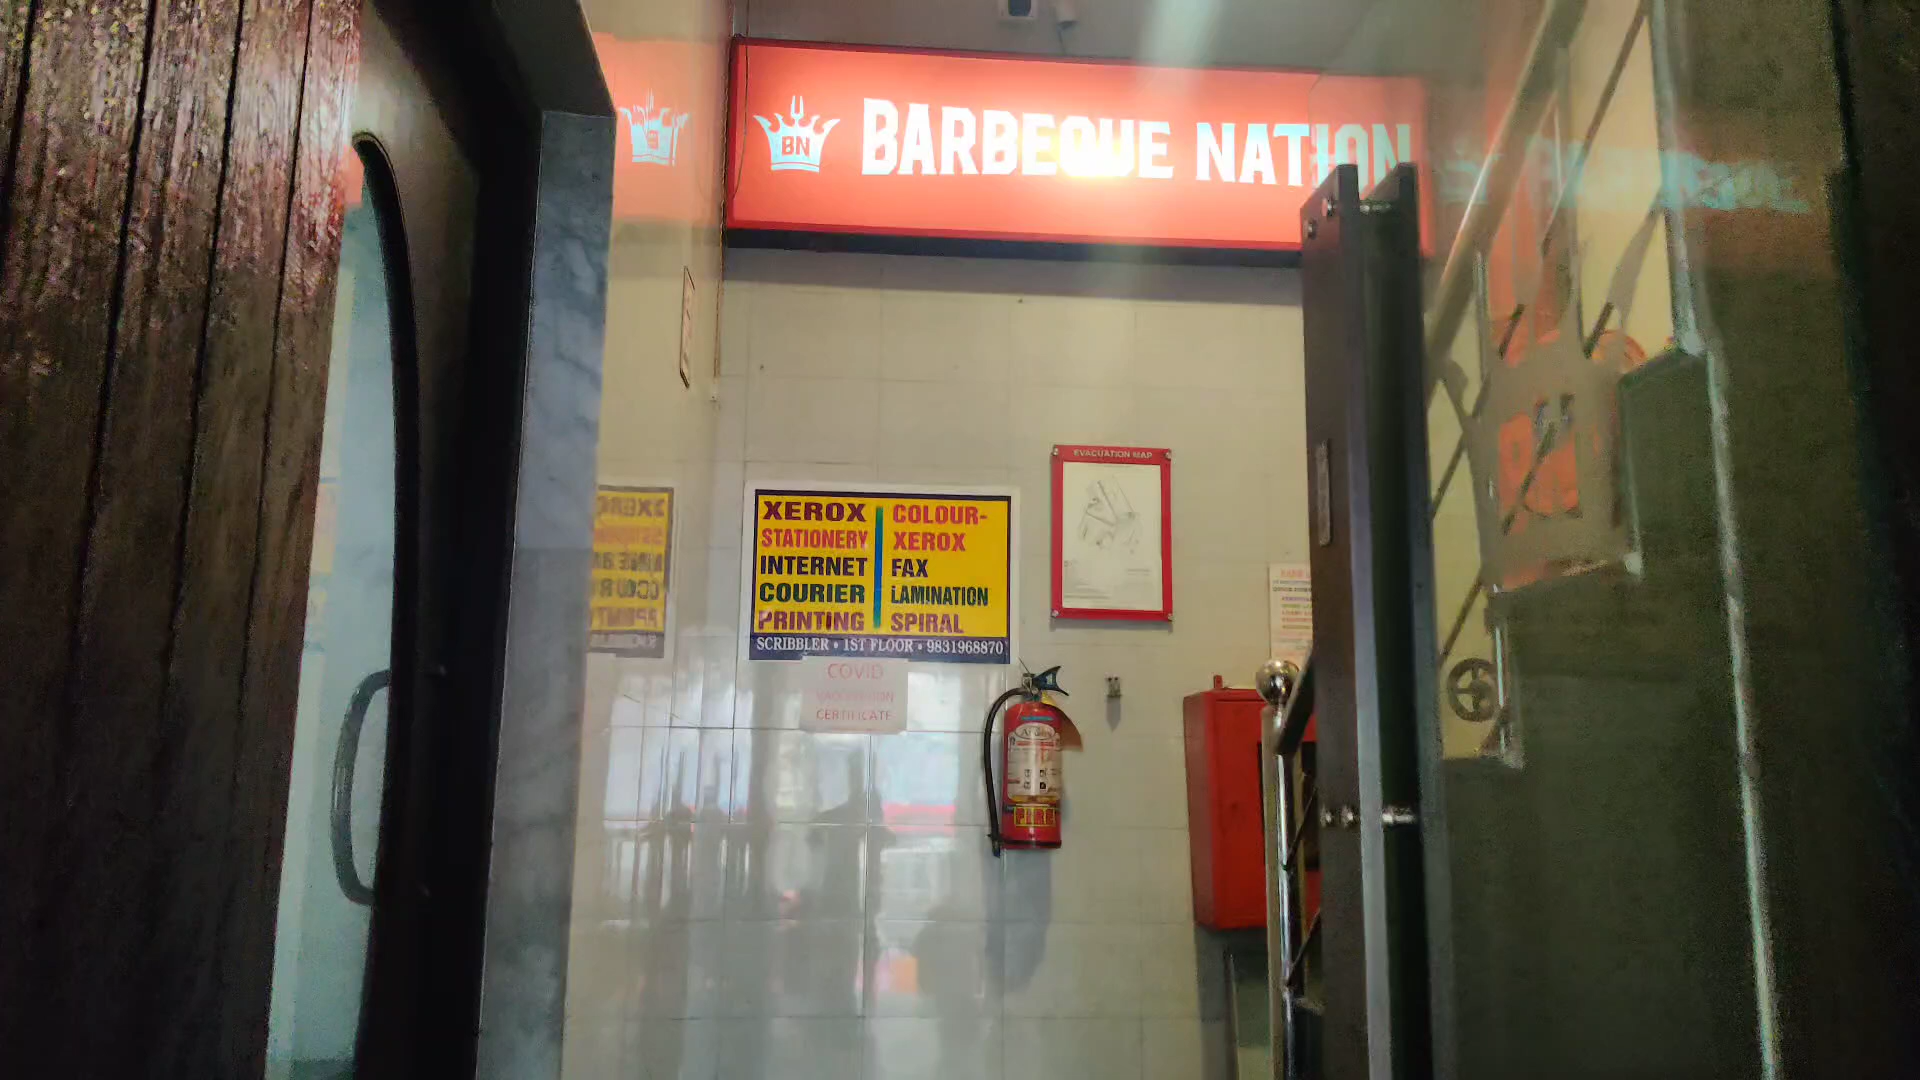 BN
BARBEQUE NATION
EVACUATION MAP
XEROX
STATIONERY
INTERNET
COURIER
PRINTING
COLOUR-
XEROX
FAX
LAMINATION
SPIRAL
SCRIBBLER • 1ST FLOOR • 9831968870
COVID
VACCINATION
CERTIFICATE
FIRE